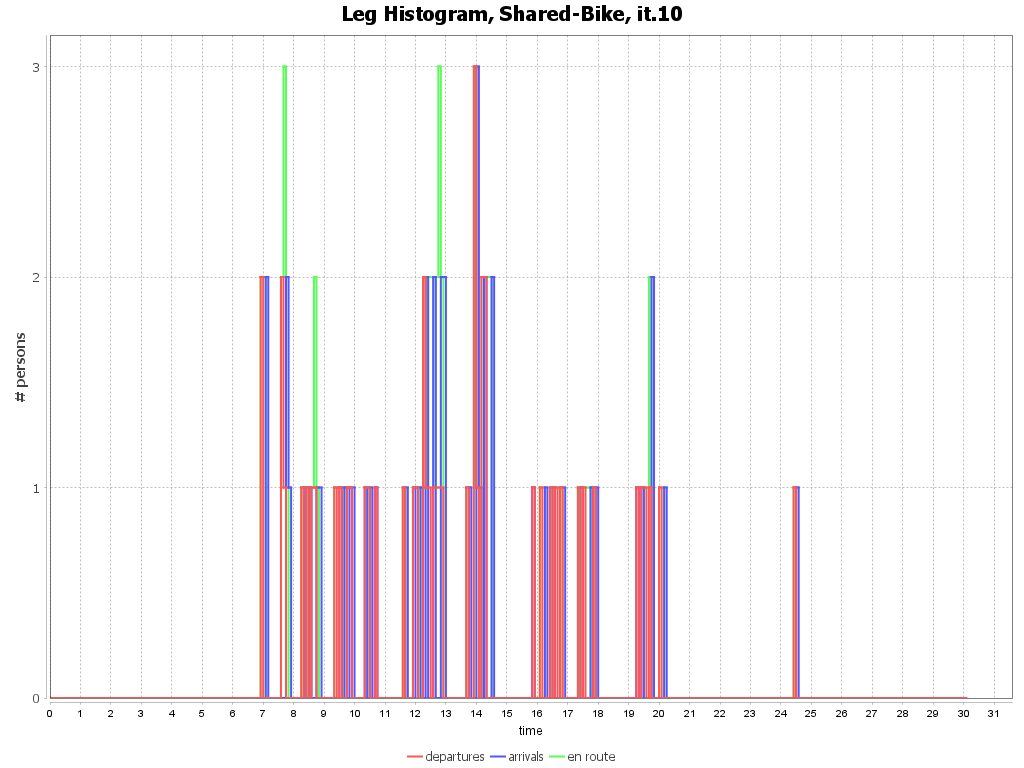 Leg Histogram, Shared-Bike, it.10
3
2
1
0
# persons
0 1 2 3 4 5 6 7 8 9 10 11 12 13 14 15 16 17 18 19 20 21 22 23 24 25 26 27 28 29 30 31
time
departures arrivals en route